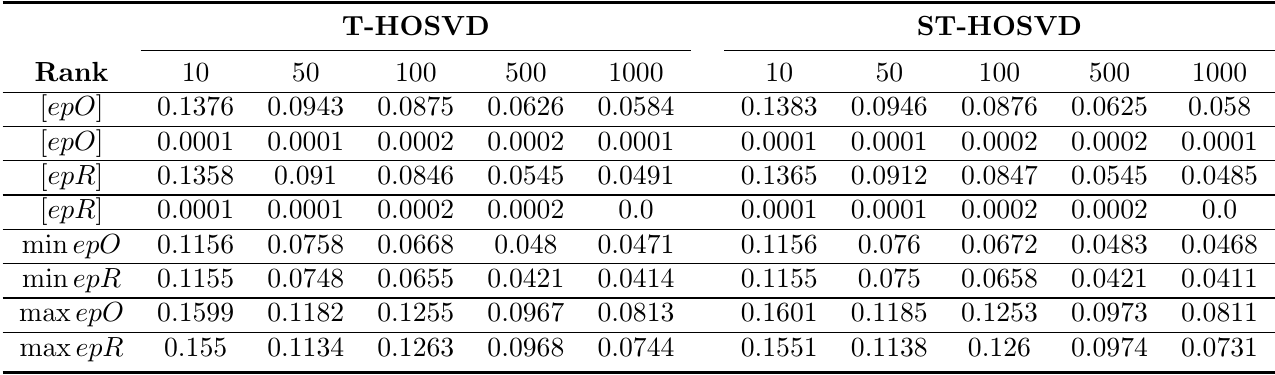 T-HOSVD ST-HOSVD
Rank 10 50 100 500 1000 10 50 100 500 1000
[epO] 0.1376 0.0943 0.0875 0.0626 0.0584 0.1383 0.0946 0.0876 0.0625 0.058
[epO] 0.0001 0.0001 0.0002 0.0002 0.0001 0.0001 0.0001 0.0002 0.0002 0.0001
[epR] 0.1358 0.091 0.0846 0.0545 0.0491 0.1365 0.0912 0.0847 0.0545 0.0485
[epR] 0.0001 0.0001 0.0002 0.0002 0.0 0.0001 0.0001 0.0002 0.0002 0.0
min epO 0.1156 0.0758 0.0668 0.048 0.0471 0.1156 0.076 0.0672 0.0483 0.0468
min epR 0.1155 0.0748 0.0655 0.0421 0.0414 0.1155 0.075 0.0658 0.0421 0.0411
max epO 0.1599 0.1182 0.1255 0.0967 0.0813 0.1601 0.1185 0.1253 0.0973 0.0811
max epR 0.155 0.1134 0.1263 0.0968 0.0744 0.1551 0.1138 0.126 0.0974 0.0731